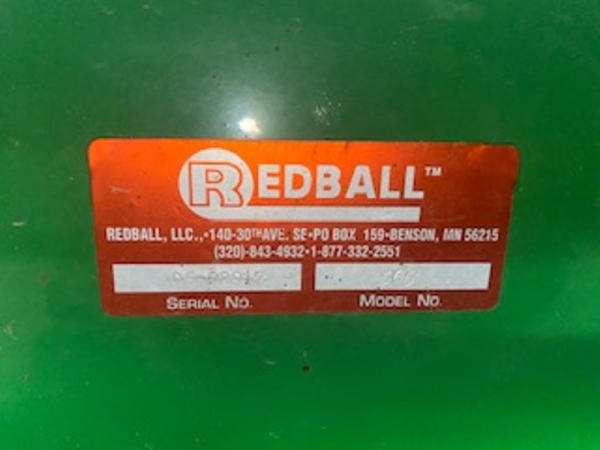 REDBALL™
REDBALL, LLC.,•140-30TH AVE. SE•PO BOX 159•BENSON, MN 56215
(320)-843-4932•1-877-332-2551
SERIAL NO. MODEL NO.